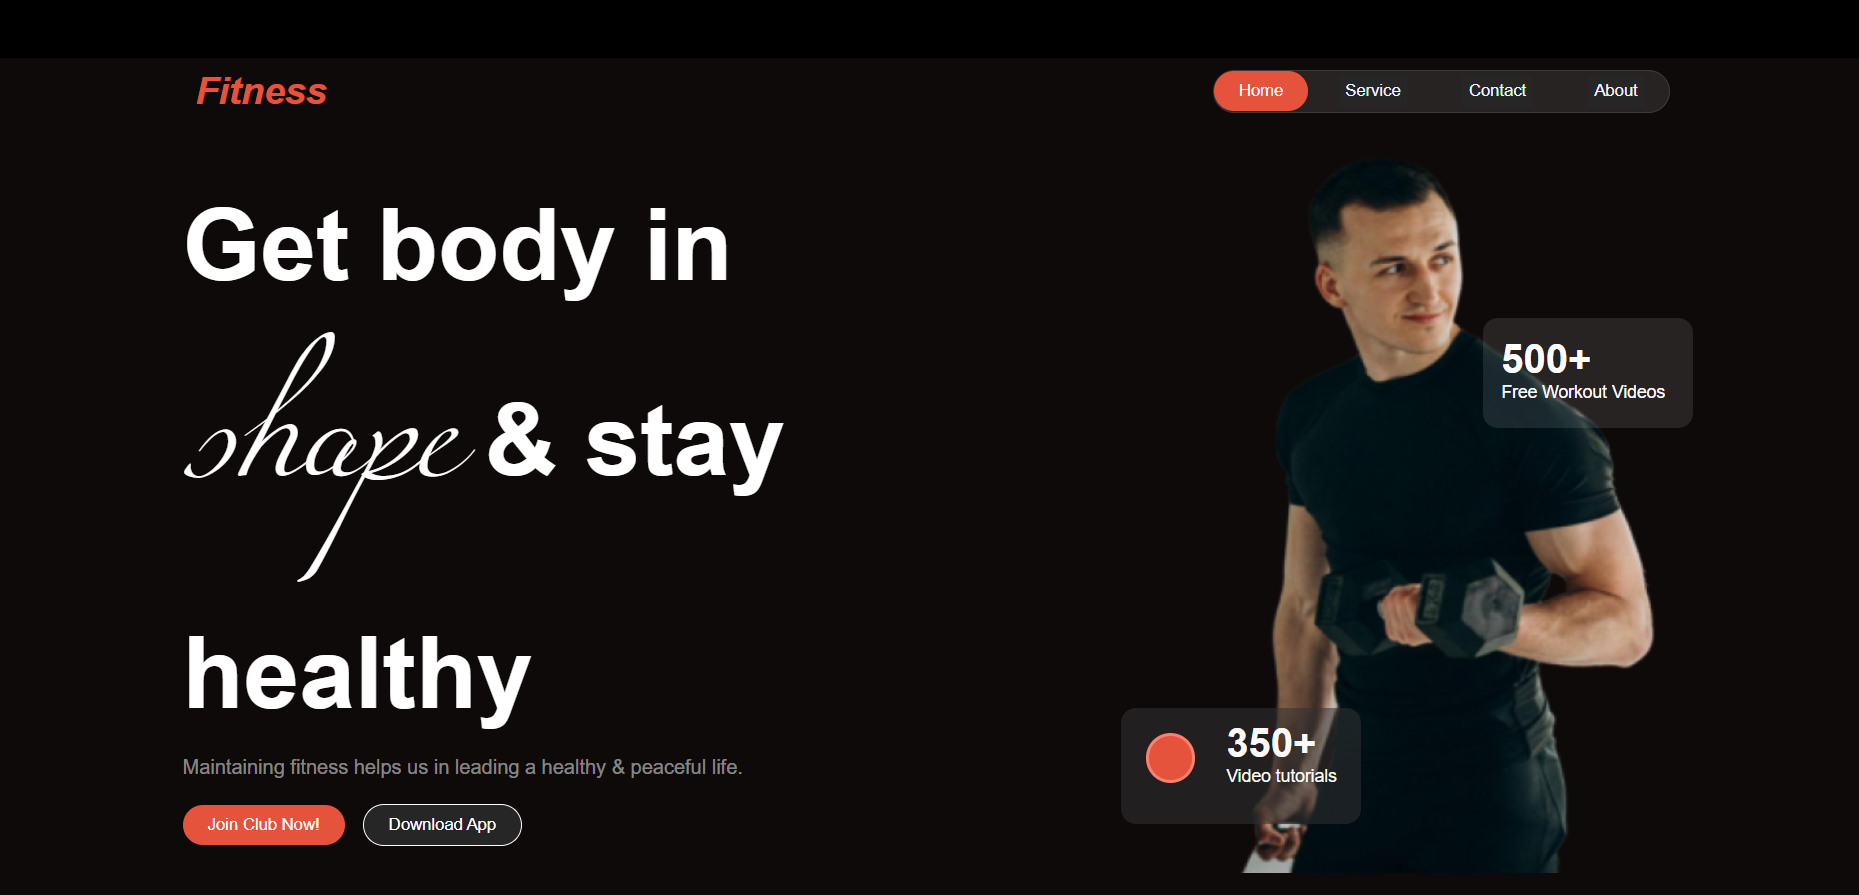 Fitness
Home Service Contact About
Get body in
shape & stay
healthy
500+
Free Workout Videos
350+
Video tutorials
Maintaining fitness helps us in leading a healthy & peaceful life.
Join Club Now! Download App